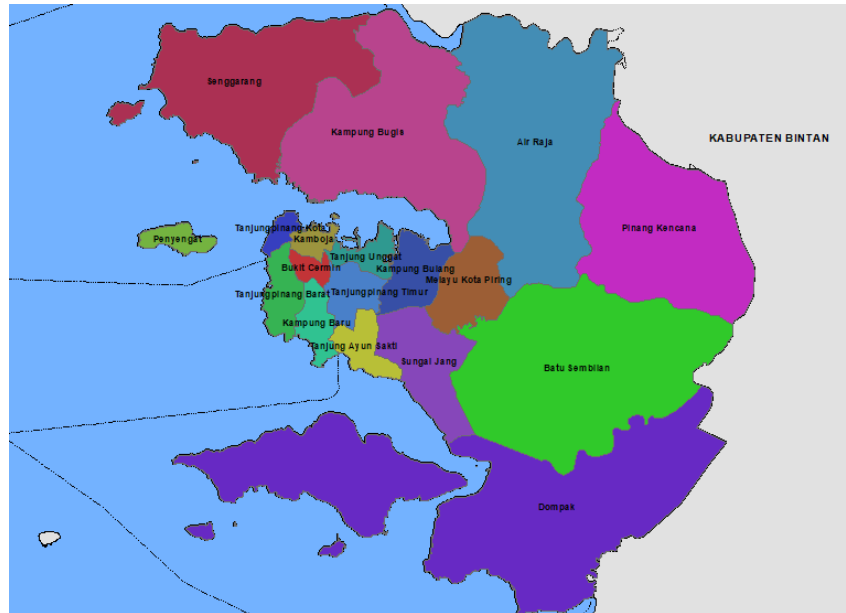 Senggarang
Kampung Bugis
Air Raja
KABUPATEN BINTAN
Pinang Kencana
Tanjungpinang Kota
Penyengat
Kamboja
Tanjung Unggat
Bukit Cermin
Kampung Bulang
Melayu Kota Piring
Tanjungpinang Barat
Tanjungpinang Timur
Kampung Baru
Tanjung Ayun Sakti
Sungai Jang
Batu Sembilan
Dompak